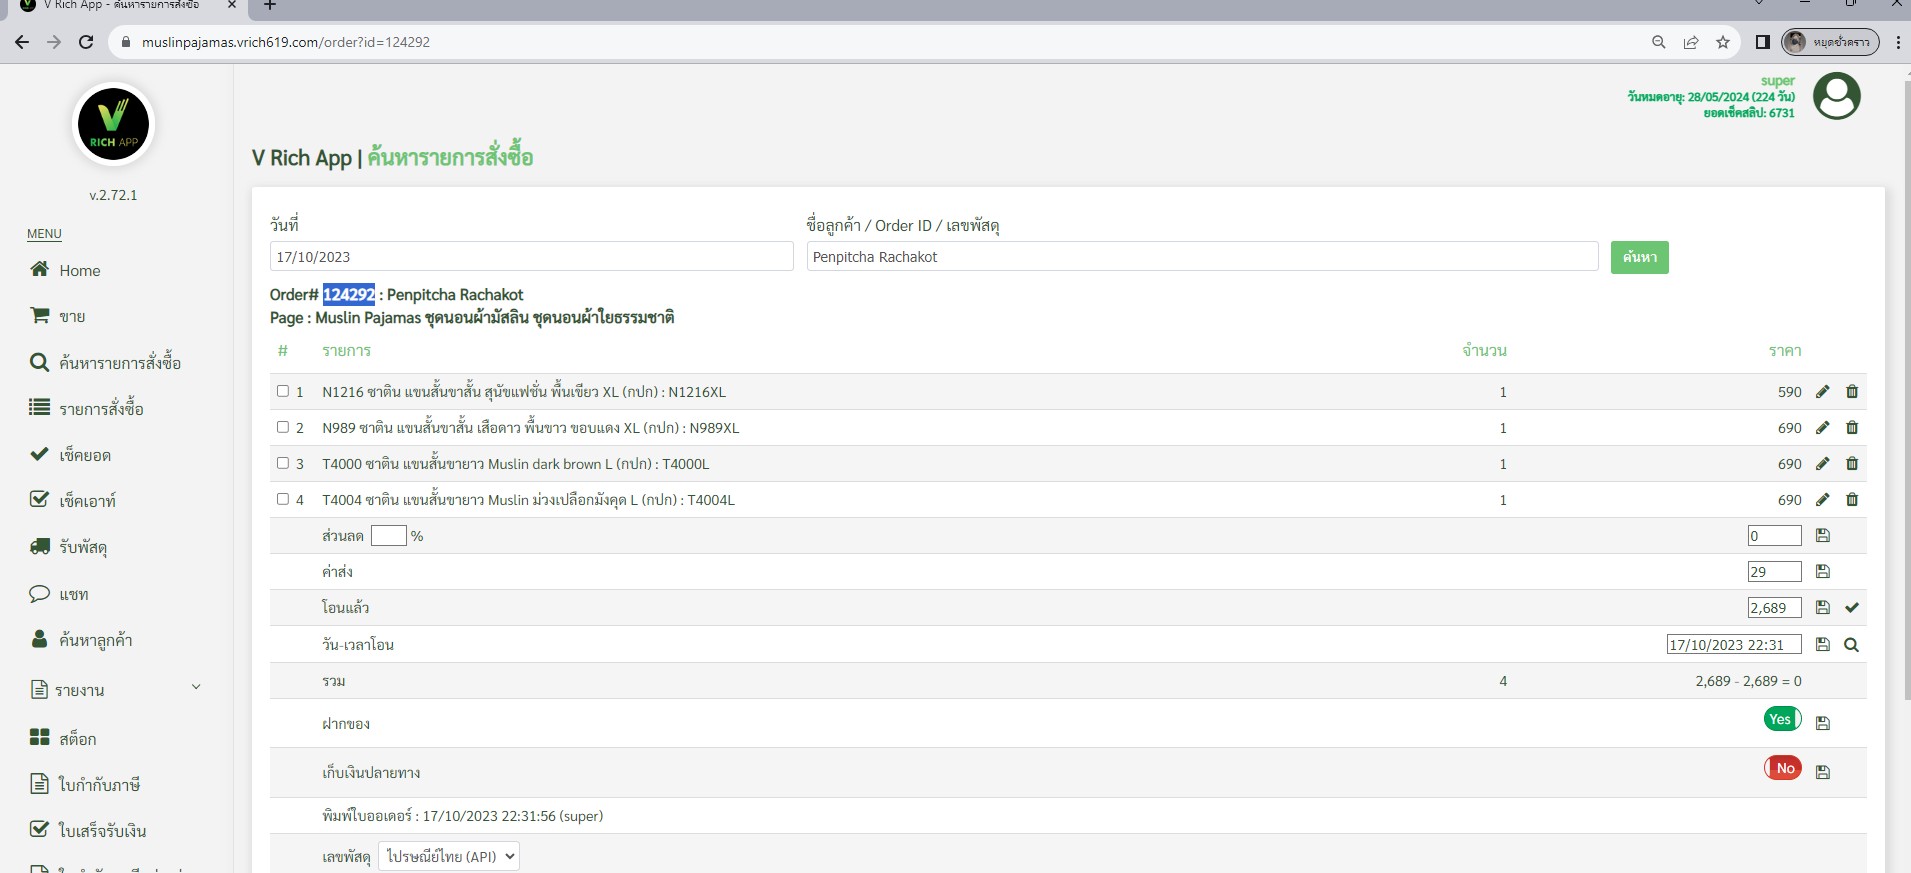 V Rich App - ค้นหารายการสั่งซื้อ
muslinpajamas.vrich619.com/order?id=124292
หยุดชั่วคราว
V
RICH APP
v.2.72.1
MENU
Home
ขาย
ค้นหารายการสั่งซื้อ
รายการสั่งซื้อ
เช็คยอด
เช็คเอาท์
รับพัสดุ
แชท
ค้นหาลูกค้า
รายงาน
สต็อก
ใบกำกับภาษี
ใบเสร็จรับเงิน
super
วันหมดอายุ: 28/05/2024 (224 วัน)
ยอดเช็คสลิป: 6731
V Rich App | ค้นหารายการสั่งซื้อ
วันที่ ชื่อลูกค้า / Order ID / เลขพัสดุ
17/10/2023 Penpitcha Rachakot ค้นหา
Order# 124292 : Penpitcha Rachakot
Page : Muslin Pajamas ชุดนอนผ้ามัสลิน ชุดนอนผ้าใยธรรมชาติ
# รายการ จำนวน ราคา
1 N1216 ซาติน แขนสั้นขาสั้น สุนัขแฟชั่น พื้นเขียว XL (กปก) : N1216XL 1 590
2 N989 ซาติน แขนสั้นขาสั้น เสือดาว พื้นขาว ขอบแดง XL (กปก) : N989XL 1 690
3 T4000 ซาติน แขนสั้นขายาว Muslin dark brown L (กปก) : T4000L 1 690
4 T4004 ซาติน แขนสั้นขายาว Muslin ม่วงเปลือกมังคุด L (กปก) : T4004L 1 690
ส่วนลด % 0
ค่าส่ง 29
โอนแล้ว 2,689
วัน-เวลาโอน 17/10/2023 22:31
รวม 4 2,689 - 2,689 = 0
ฝากของ Yes
เก็บเงินปลายทาง No
พิมพ์ใบออเดอร์ : 17/10/2023 22:31:56 (super)
เลขพัสดุ ไปรษณีย์ไทย (API)